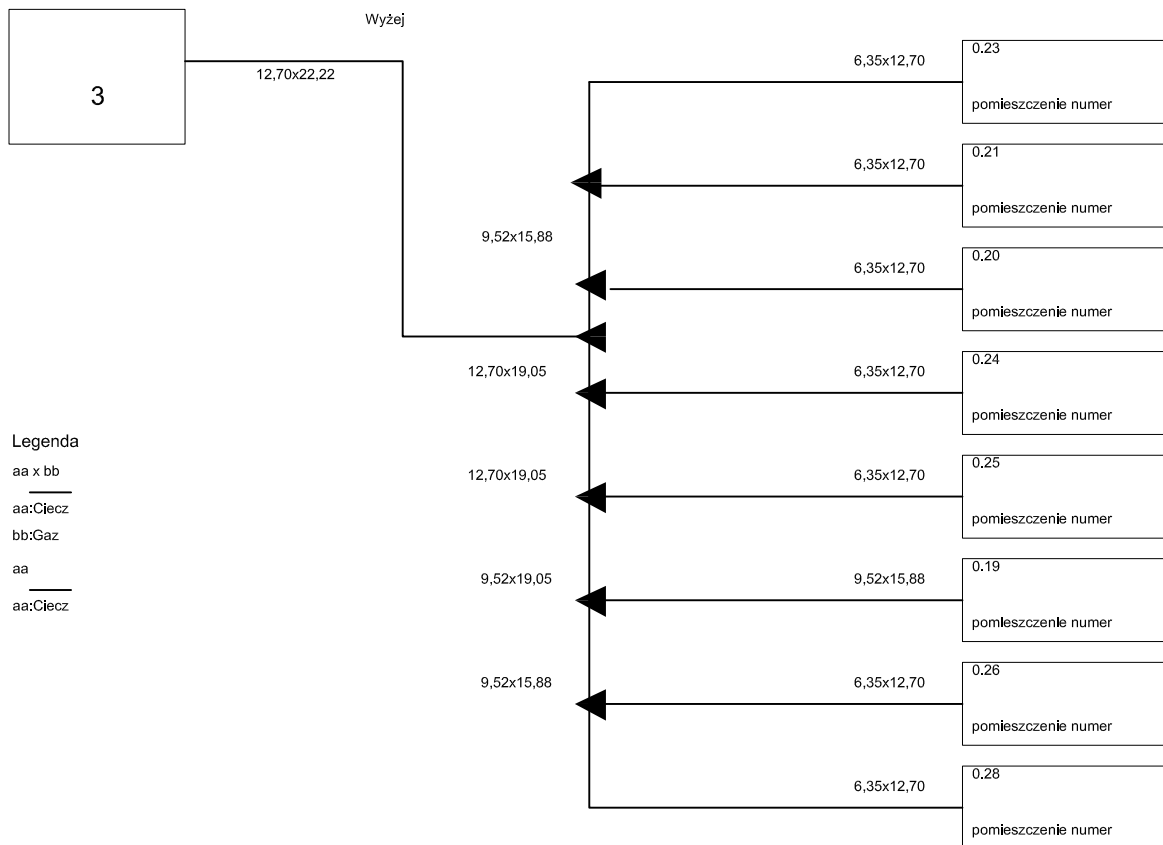 Wyżej
3
12,70x22,22
6,35x12,70
0.23
pomieszczenie numer
6,35x12,70
0.21
pomieszczenie numer
9,52x15,88
6,35x12,70
0.20
pomieszczenie numer
12,70x19,05
6,35x12,70
0.24
pomieszczenie numer
12,70x19,05
6,35x12,70
0.25
pomieszczenie numer
9,52x19,05
9,52x15,88
0.19
pomieszczenie numer
9,52x15,88
6,35x12,70
0.26
pomieszczenie numer
6,35x12,70
0.28
pomieszczenie numer
Legenda
aa x bb
aa:Ciecz
bb:Gaz
aa
aa:Ciecz